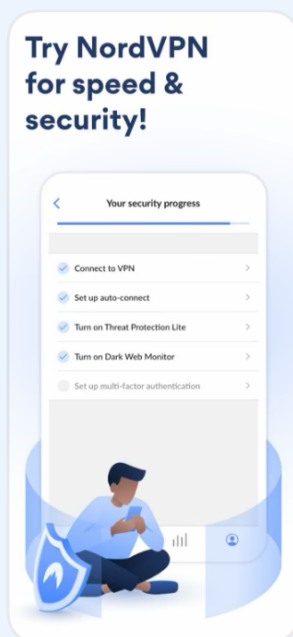 Try NordVPN
for speed &
security!
Your security progress
Connect to VPN
Set up auto-connect
Turn on Threat Protection Lite
Turn on Dark Web Monitor
Set up multi-factor authentication